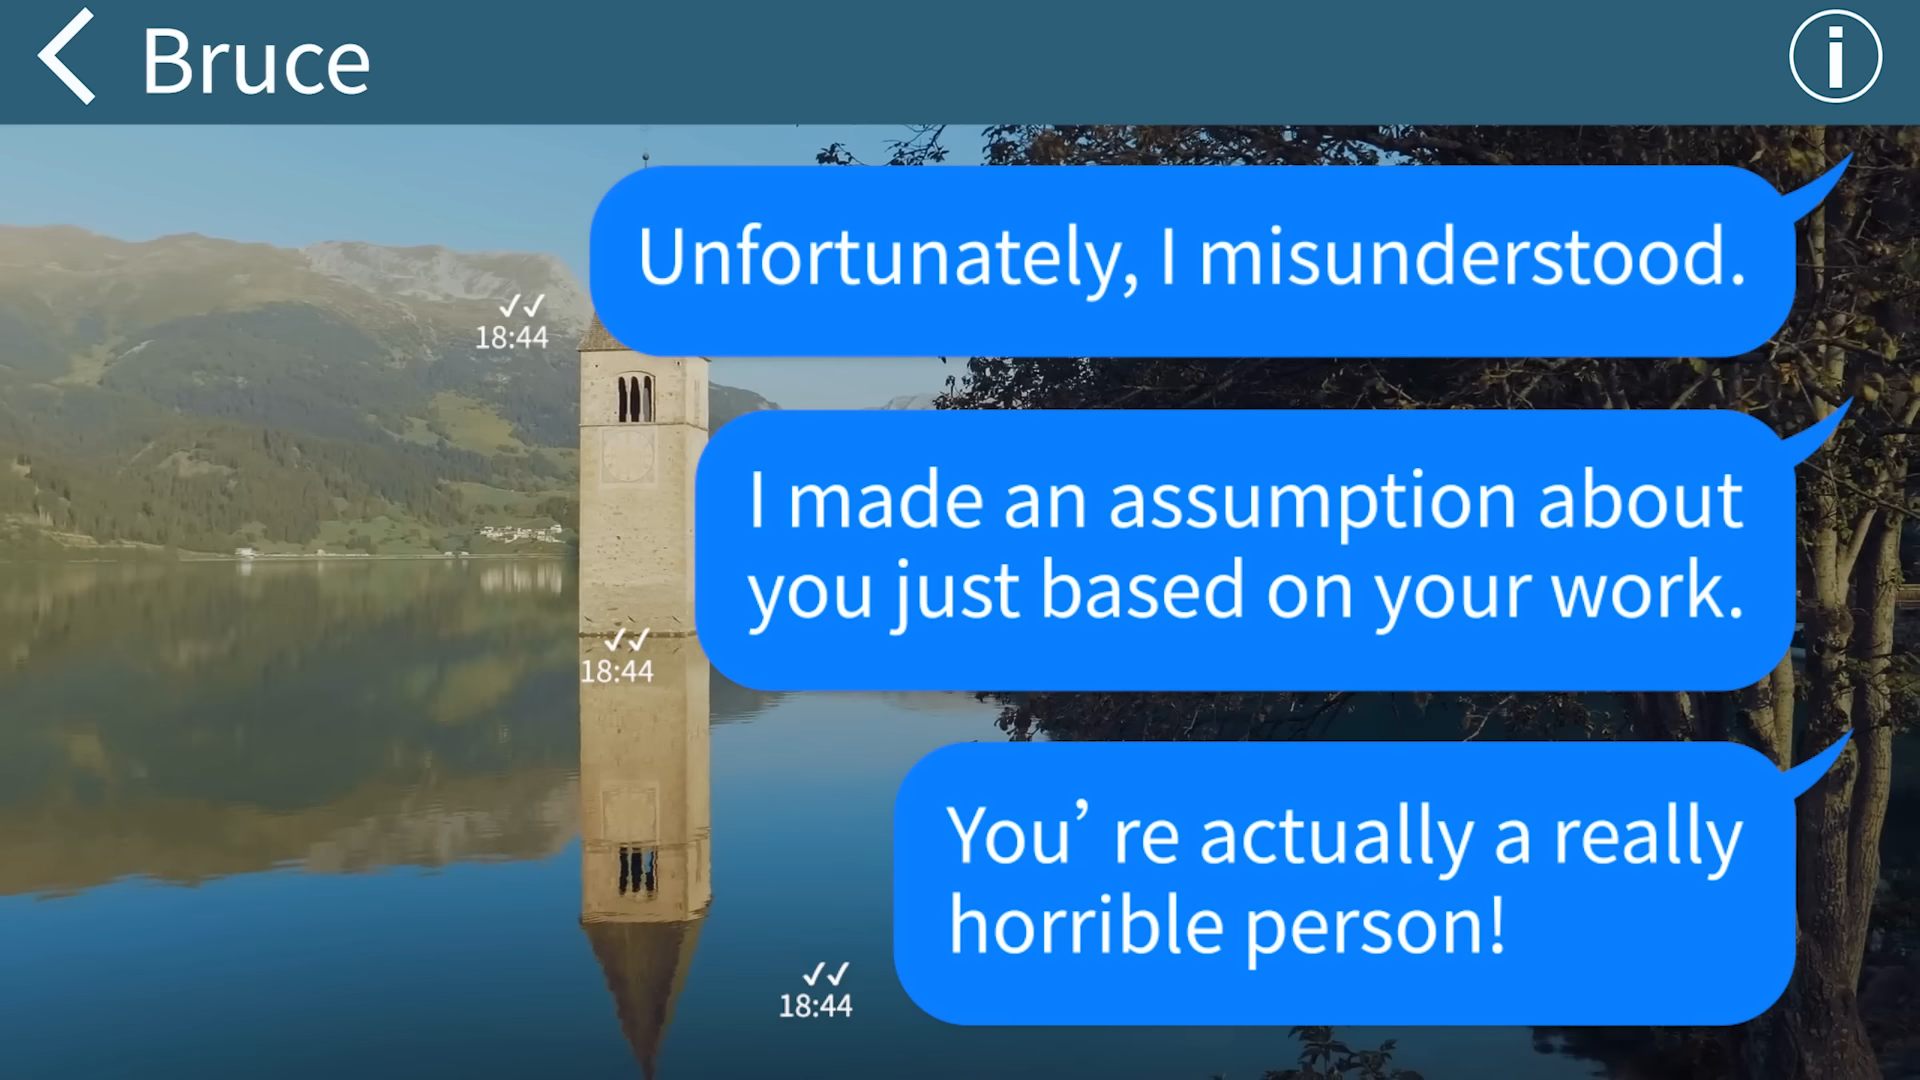 Bruce
Unfortunately, I misunderstood.
18:44
I made an assumption about
you just based on your work.
18:44
You’ re actually a really
horrible person!
18:44